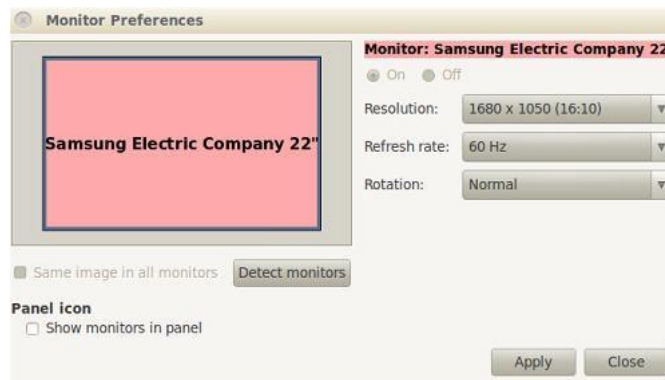 Monitor Preferences
Monitor: Samsung Electric Company 22
On Off
Resolution: 1680 x 1050 (16:10)
Samsung Electric Company 22"
Refresh rate: 60 Hz
Rotation: Normal
Same image in all monitors Detect monitors
Panel icon
Show monitors in panel
Apply Close